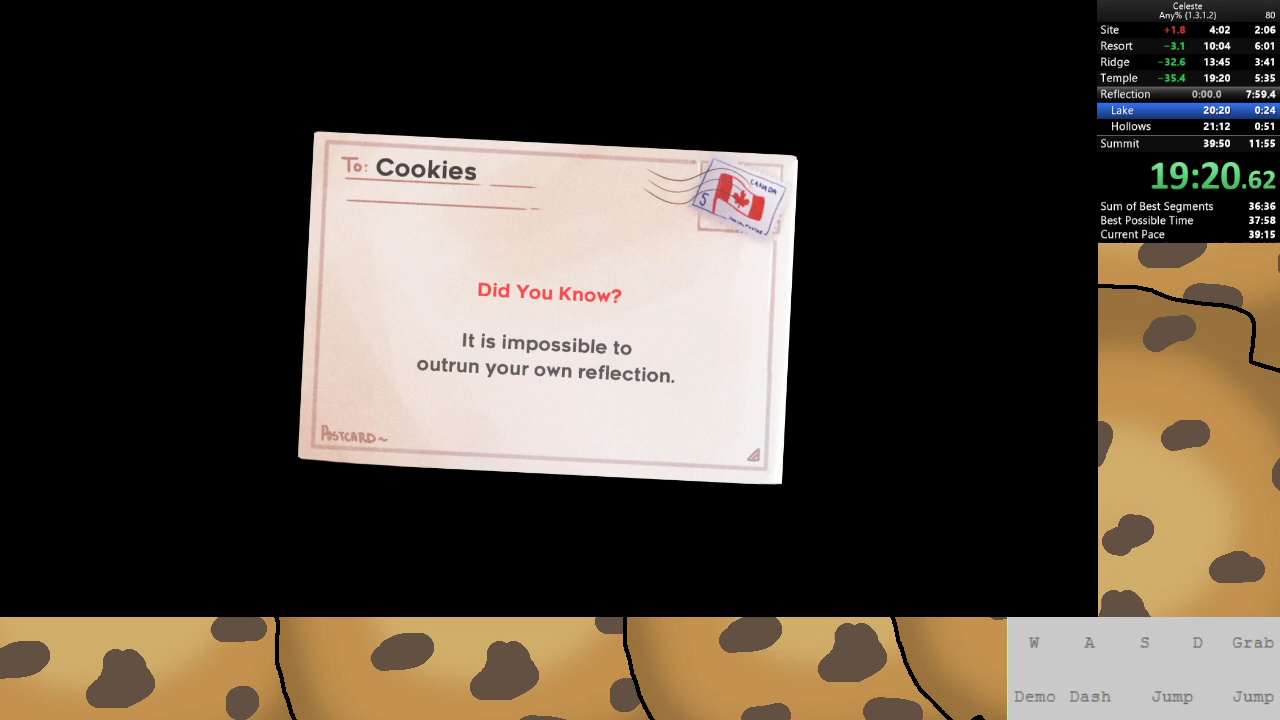 To: Cookies
CANADA
5
Did You Know?
It is impossible to
outrun your own reflection.
POSTCARD~
Celeste
Any% (1.3.1.2) 80
Site +1.8 4:02 2:06
Resort −3.1 10:04 6:01
Ridge −32.6 13:45 3:41
Temple −35.4 19:20 5:35
Reflection 0:00.0 7:59.4
Lake 20:20 0:24
Hollows 21:12 0:51
Summit 39:50 11:55
19:20.62
Sum of Best Segments 36:36
Best Possible Time 37:58
Current Pace 39:15
W A S D Grab
Demo Dash Jump Jump